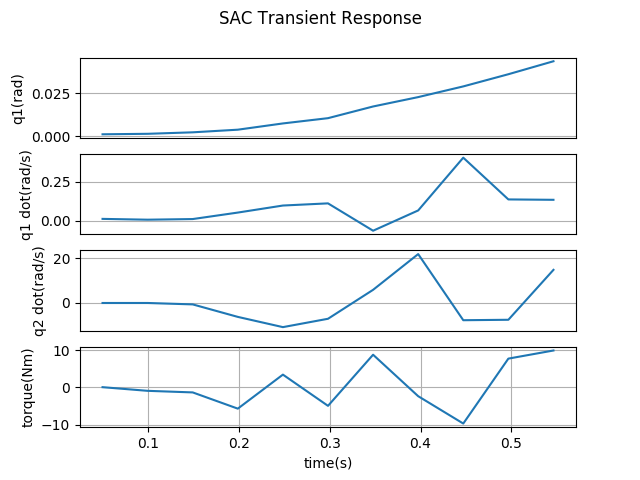 SAC Transient Response
q1(rad)
0.025
0.000
q1 dot(rad/s)
0.25
0.00
q2 dot(rad/s)
20
0
torque(Nm)
10
0
−10
0.1 0.2 0.3 0.4 0.5
time(s)